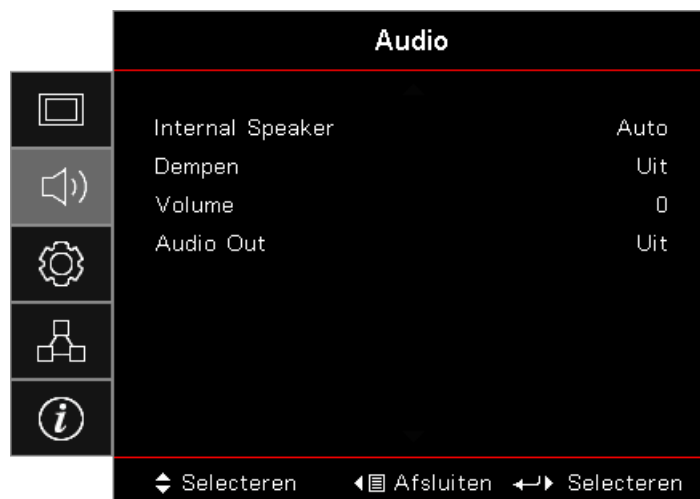 Audio
Internal Speaker Auto
Dempen Uit
Volume 0
Audio Out Uit
Selecteren Afsluiten Selecteren